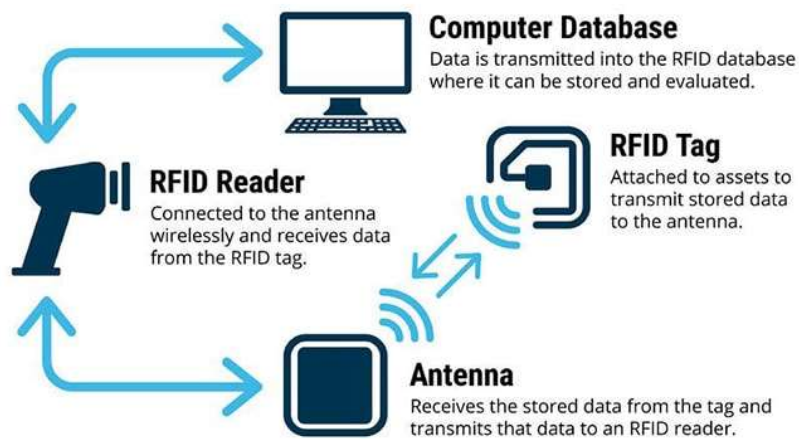 Computer Database
Data is transmitted into the RFID database
where it can be stored and evaluated.
RFID Tag
Attached to assets to
transmit stored data
to the antenna.
RFID Reader
Connected to the antenna
wirelessly and receives data
from the RFID tag.
Antenna
Receives the stored data from the tag and
transmits that data to an RFID reader.